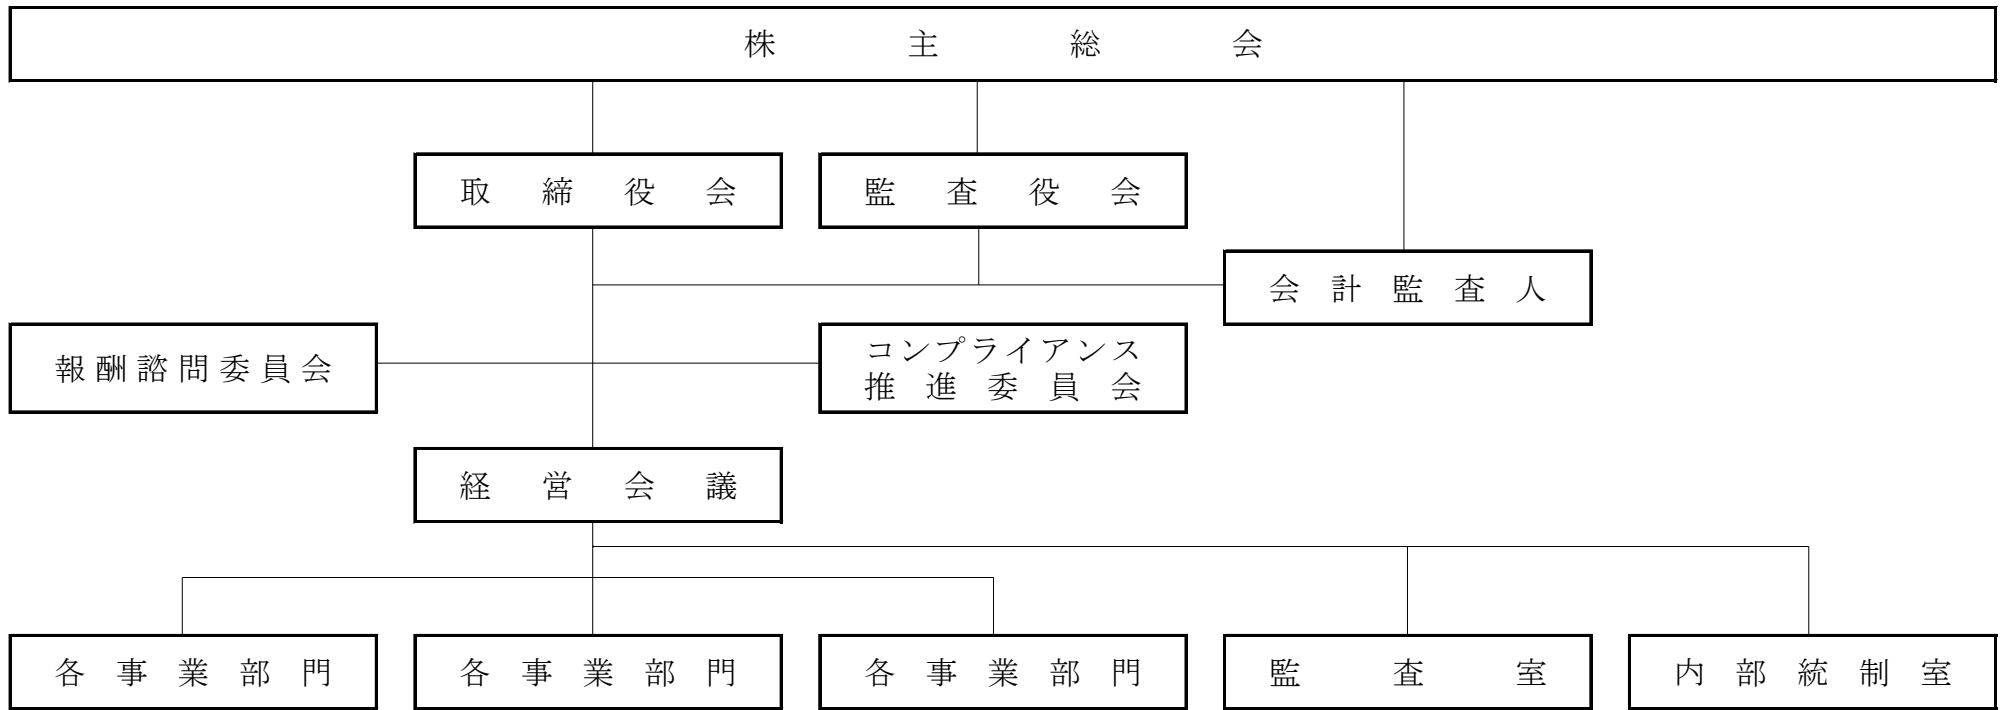 株主総会
取締役会
監査役会
会計監査人
報酬諮問委員会
コンプライアンス
推進委員会
経営会議
各事業部門
各事業部門
各事業部門
監査室
内部統制室